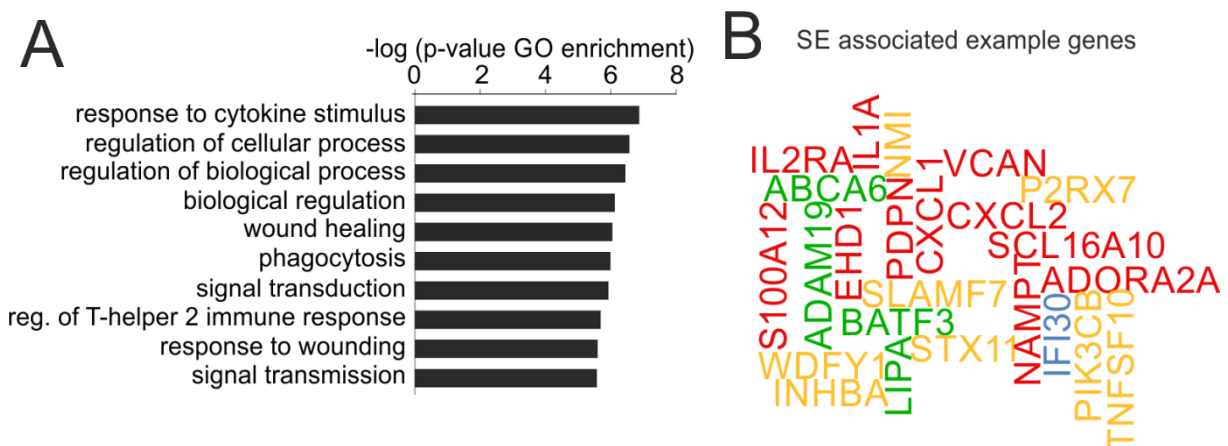 A
-log (p-value GO enrichment)
0 2 4 6 8
response to cytokine stimulus
regulation of cellular process
regulation of biological process
biological regulation
wound healing
phagocytosis
signal transduction
reg. of T-helper 2 immune response
response to wounding
signal transmission
B
SE associated example genes
IL1A
NMI
IL2RA
VCAN
ABCA6
CXCL1
P2RX7
PDPN
S100A12
ADAM19
EHD1
CXCL2
SCL16A10
ADORA2A
SLAMF7
NAMPT
BATF3
IFI30
PIK3CB
TNFSF10
STX11
WDFY1
LIPA
INHBA